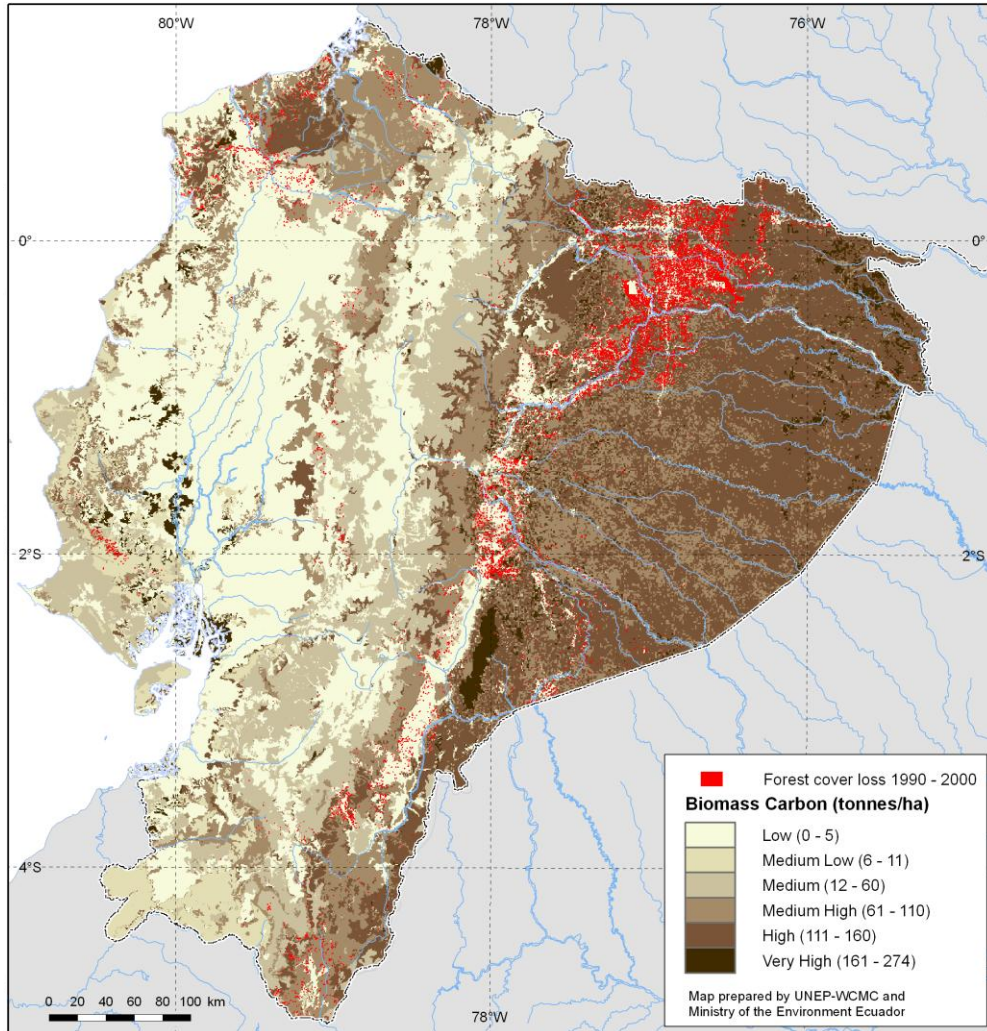 80°W
78°W
76°W
0°
0°
2°S
2°S
4°S
78°W
Forest cover loss 1990 - 2000
Biomass Carbon (tonnes/ha)
Low (0 - 5)
Medium Low (6 - 11)
Medium (12 - 60)
Medium High (61 - 110)
High (111 - 160)
Very High (161 - 274)
Map prepared by UNEP-WCMC and
Ministry of the Environment Ecuador
0 20 40 60 80 100 km